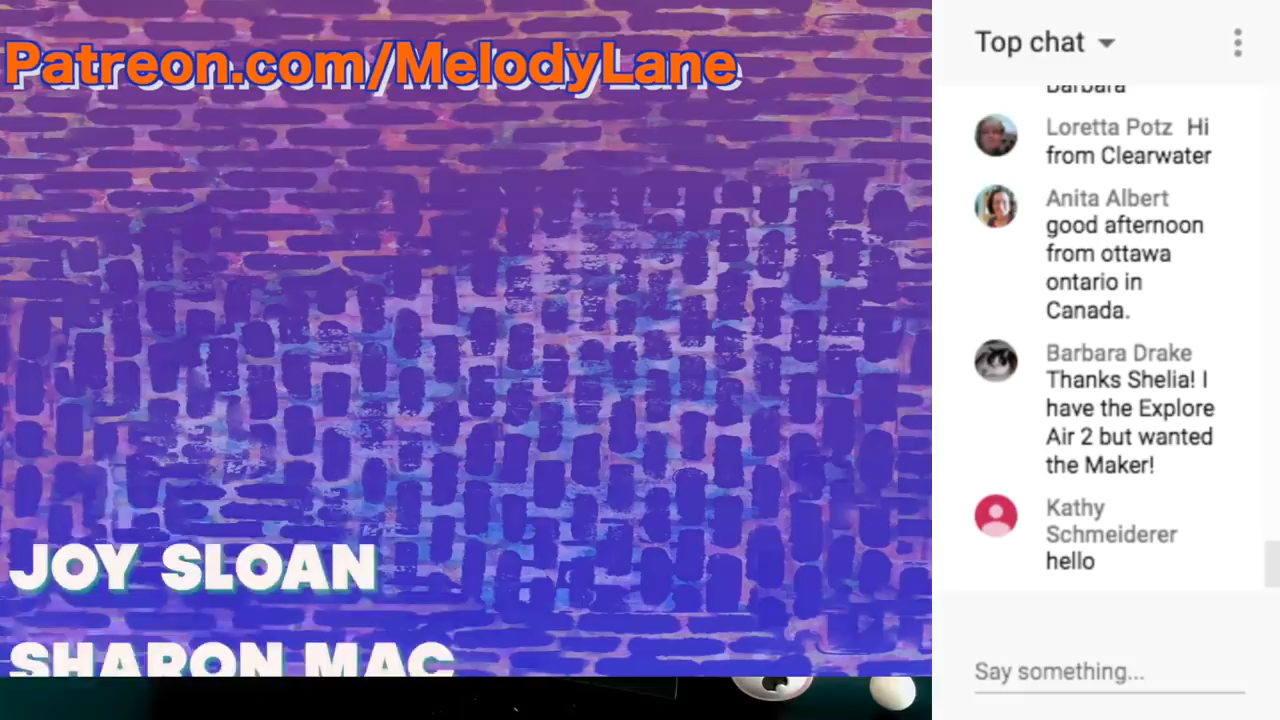 Patreon.com/MelodyLane
JOY SLOAN
SHARON MAC
Top chat
Barbara
Loretta Potz Hi
from Clearwater
Anita Albert
good afternoon
from ottawa
ontario in
Canada.
Barbara Drake
Thanks Shelia! I
have the Explore
Air 2 but wanted
the Maker!
Kathy
Schmeiderer
hello
Say something...